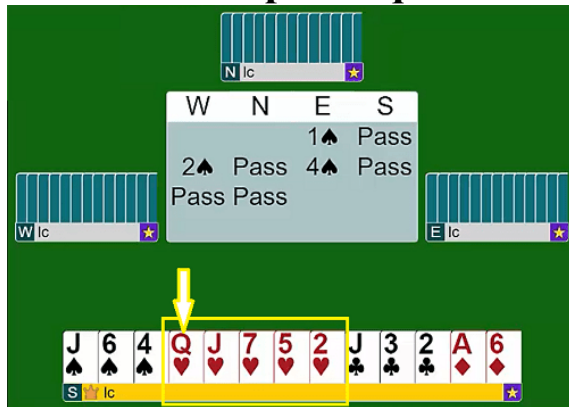 N lc
W N E S
1♠ Pass
2♠ Pass 4♠ Pass
Pass Pass
W lc
E lc
J 6 4 Q J 7 5 2 J 3 2 A 6
♠ ♠ ♠ ♥ ♥ ♥ ♥ ♥ ♣ ♣ ♣ ♦ ♦
S lc